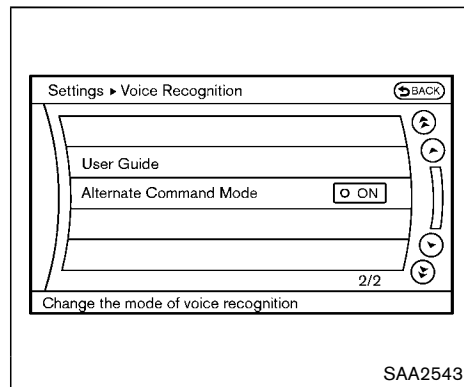 Settings ▸ Voice Recognition BACK
User Guide
Alternate Command Mode ON
2/2
Change the mode of voice recognition
SAA2543